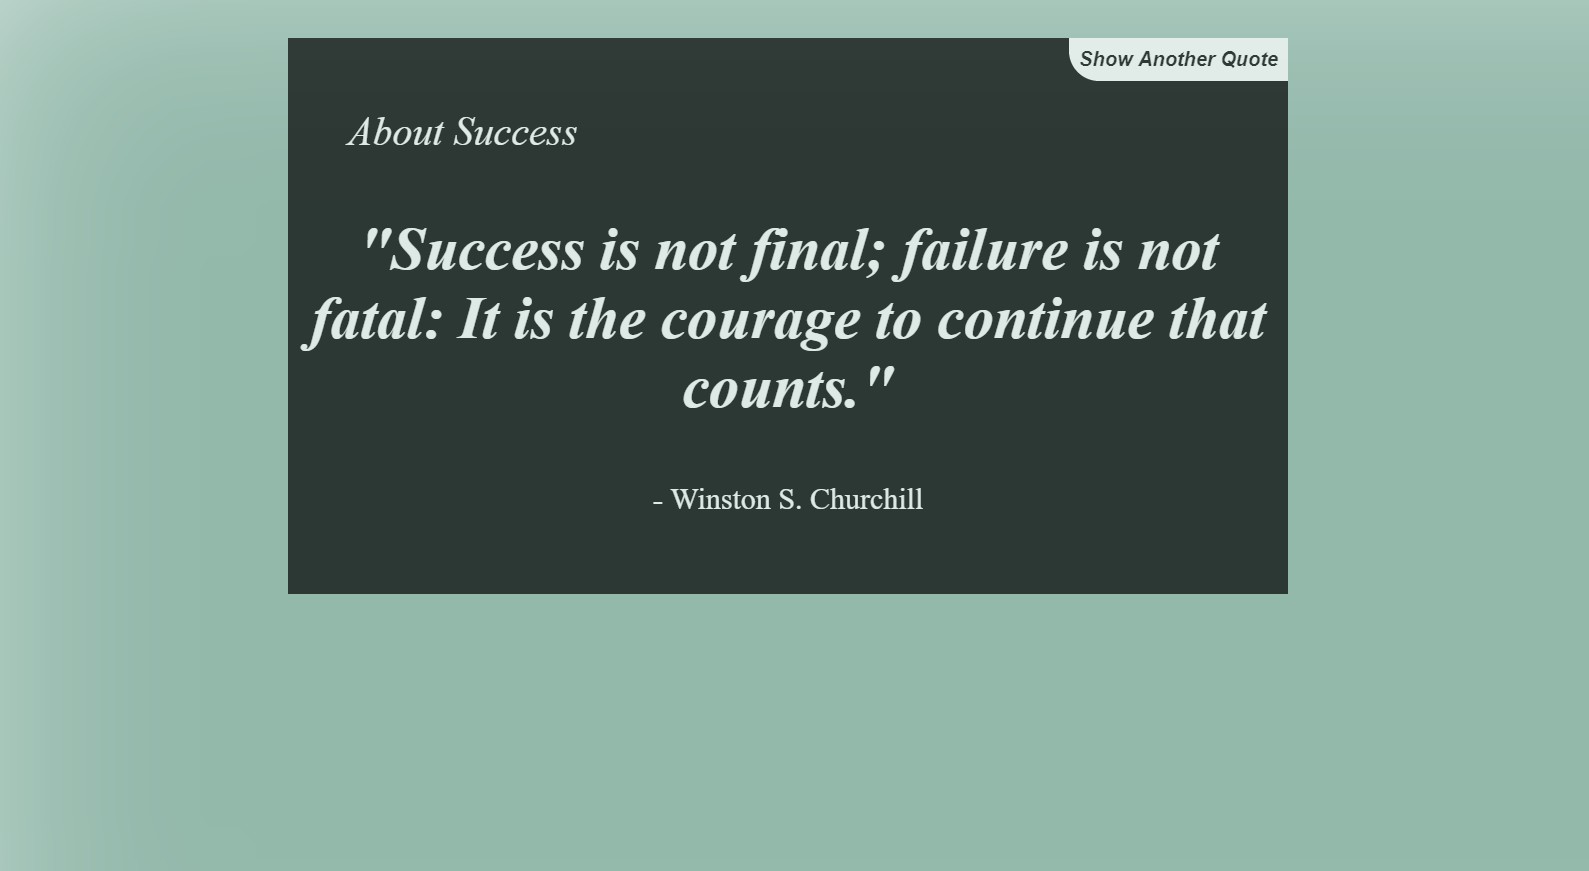 Show Another Quote
About Success
"Success is not final; failure is not
fatal: It is the courage to continue that
counts."
- Winston S. Churchill